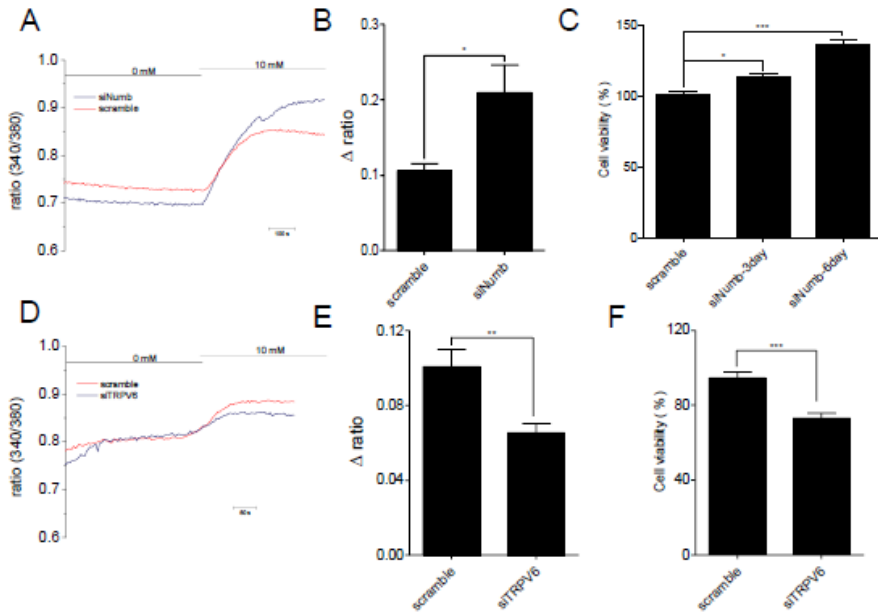 A
0 mM
10 mM
siNumb
scramble
ratio (340/380)
1.0
0.9
0.8
0.7
0.6
100 s
B
*
Δ ratio
0.3
0.2
0.1
0.0
scramble
siNumb
C
***
*
Cell viability ( % )
150
100
50
0
scramble
siNumb-3day
siNumb-6day
D
0 mM
10 mM
scramble
siTRPV6
ratio (340/380)
1.0
0.9
0.8
0.7
0.6
E
**
Δ ratio
0.12
0.08
0.04
0.00
scramble
siTRPV6
F
***
Cell viability ( % )
120
80
40
0
scramble
siTRPV6